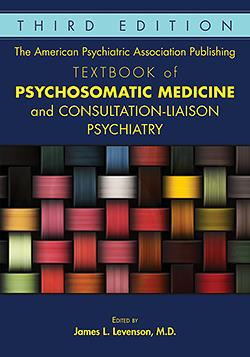 THIRD EDITION
The American Psychiatric Association Publishing
TEXTBOOK of
PSYCHOSOMATIC MEDICINE
and CONSULTATION-LIAISON
PSYCHIATRY
EDITED BY
James L. Levenson, M.D.